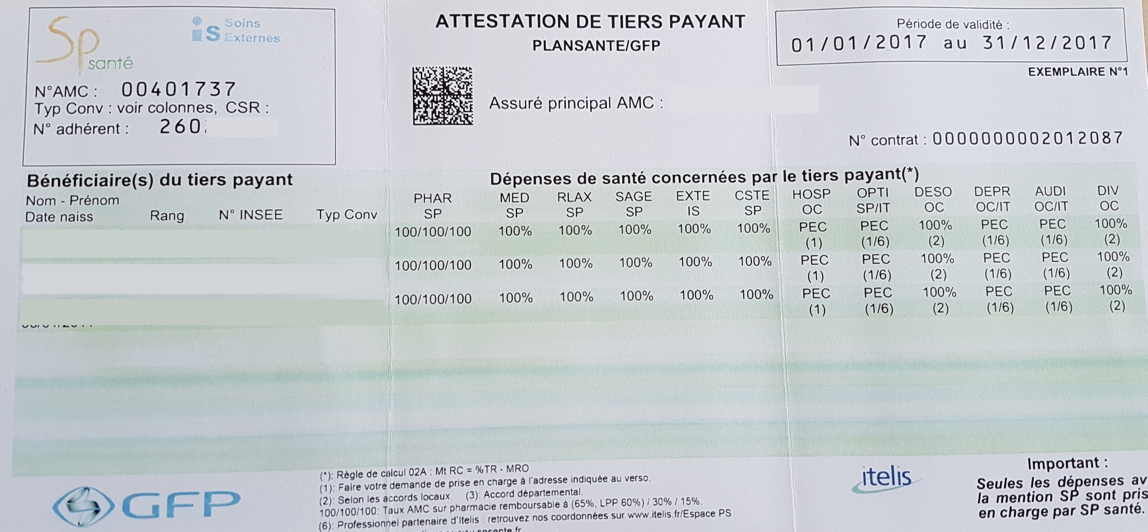 Sp santé
is Soins Externes
N°AMC : 00401737
Typ Conv : voir colonnes, CSR :
N° adhérent : 260
ATTESTATION DE TIERS PAYANT
PLANSANTE/GFP
Assuré principal AMC :
Période de validité :
01/01/2017 au 31/12/2017
EXEMPLAIRE N°1
N° contrat : 0000000002012087
Bénéficiaire(s) du tiers payant
Nom - Prénom
Date naiss Rang N° INSEE Typ Conv
Dépenses de santé concernées par le tiers payant(*)
PHAR MED RLAX SAGE EXTE CSTE HOSP OPTI DESO DEPR AUDI DIV
SP SP SP SP IS SP OC SP/IT OC OC/IT OC/IT OC
100/100/100 100% 100% 100% 100% 100% PEC PEC 100% PEC PEC 100%
(1) (1/6) (2) (1/6) (1/6) (2)
100/100/100 100% 100% 100% 100% 100% PEC PEC 100% PEC PEC 100%
(1) (1/6) (2) (1/6) (1/6) (2)
100/100/100 100% 100% 100% 100% 100% PEC PEC 100% PEC PEC 100%
(1) (1/6) (2) (1/6) (1/6) (2)
GFP
(*): Règle de calcul 02A : Mt RC = %TR - MRO
(1): Faire votre demande de prise en charge à l'adresse indiquée au verso.
(2): Selon les accords locaux. (3): Accord départemental.
100/100/100: Taux AMC sur pharmacie remboursable à (65%, LPP 60%) / 30% / 15%.
(6): Professionnel partenaire d'Itelis : retrouvez nos coordonnées sur www.itelis.fr/Espace PS
itelis
Important :
Seules les dépenses av
la mention SP sont pris
en charge par SP santé